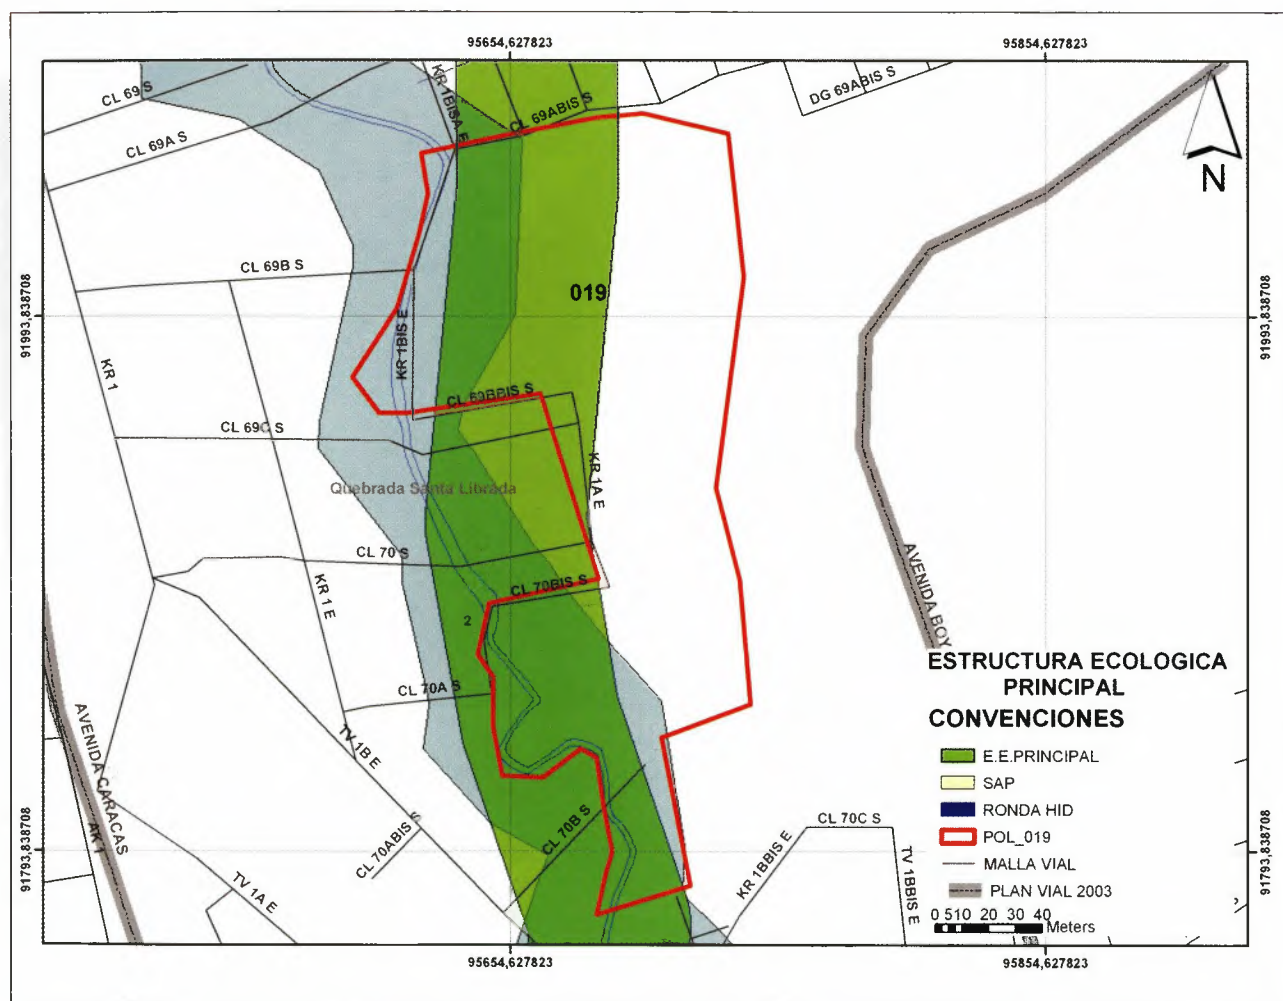 95654,627823
95854,627823
CL 69 S
KR 1BISA E
CL 69ABIS S
DG 69ABIS S
CL 69A S
N
CL 69B S
019
91993,838708
91993,838708
KR 1BIS E
KR 1
CL 69BBIS S
CL 69C S
KR 1A E
Quebrada Santa Librada
CL 70 S
KR 1 E
CL 70BIS S
2
AVENIDA BOY
CL 70A S
TV 1B E
AVENIDA CARACAS
AK 1
CL 70B S
CL 70ABIS S
TV 1A E
91793,838708
91793,838708
CL 70C S
KR 1BBIS E
TV 1BBIS E
ESTRUCTURA ECOLOGICA
PRINCIPAL
CONVENCIONES
E.E.PRINCIPAL
SAP
RONDA HID
POL_019
MALLA VIAL
PLAN VIAL 2003
0 510 20 30 40
Meters
95654,627823
95854,627823